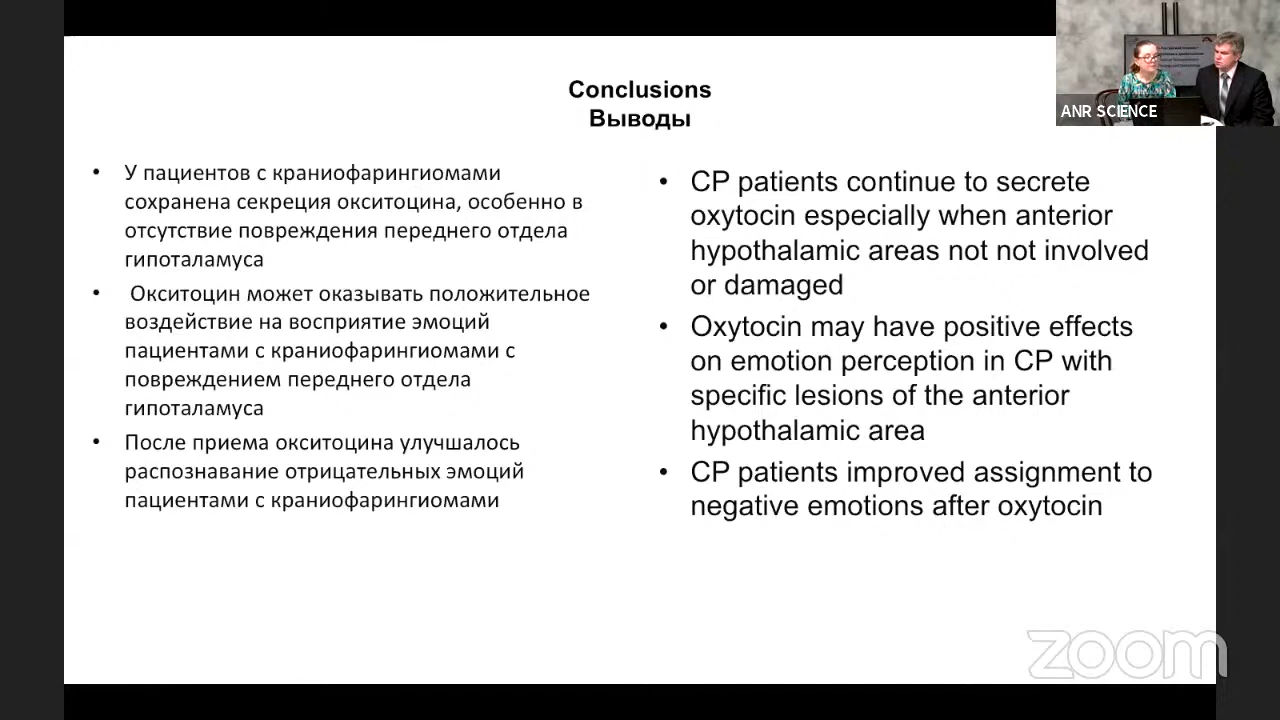 Conclusions
Выводы
• У пациентов с краниофарингиомами
сохранена секреция окситоцина, особенно в
отсутствие повреждения переднего отдела
гипоталамуса
• Окситоцин может оказывать положительное
воздействие на восприятие эмоций
пациентами с краниофарингиомами с
повреждением переднего отдела
гипоталамуса
• После приема окситоцина улучшалось
распознавание отрицательных эмоций
пациентами с краниофарингиомами
• CP patients continue to secrete
oxytocin especially when anterior
hypothalamic areas not not involved
or damaged
• Oxytocin may have positive effects
on emotion perception in CP with
specific lesions of the anterior
hypothalamic area
• CP patients improved assignment to
negative emotions after oxytocin
ANR SCIENCE
zoom